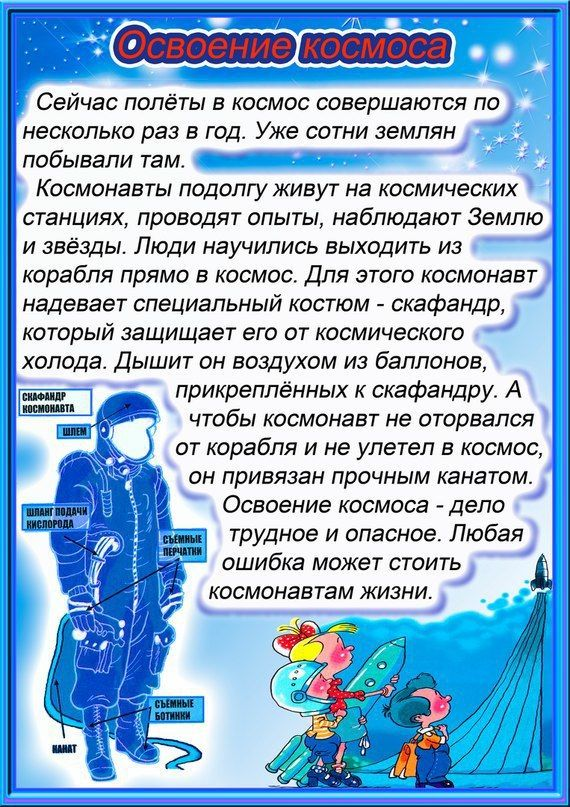 Освоение космоса
Сейчас полёты в космос совершаются по
несколько раз в год. Уже сотни землян
побывали там.
Космонавты подолгу живут на космических
станциях, проводят опыты, наблюдают Землю
и звёзды. Люди научились выходить из
корабля прямо в космос. Для этого космонавт
надевает специальный костюм - скафандр,
который защищает его от космического
холода. Дышит он воздухом из баллонов,
прикреплённых к скафандру. А
чтобы космонавт не оторвался
от корабля и не улетел в космос,
он привязан прочным канатом.
Освоение космоса - дело
трудное и опасное. Любая
ошибка может стоить
космонавтам жизни.
СКАФАНДР
КОСМОНАВТА
ШЛЕМ
ШЛАНГ ПОДАЧИ
КИСЛОРОДА
СЪЁМНЫЕ
ПЕРЧАТКИ
СЪЁМНЫЕ
БОТИНКИ
КАНАТ